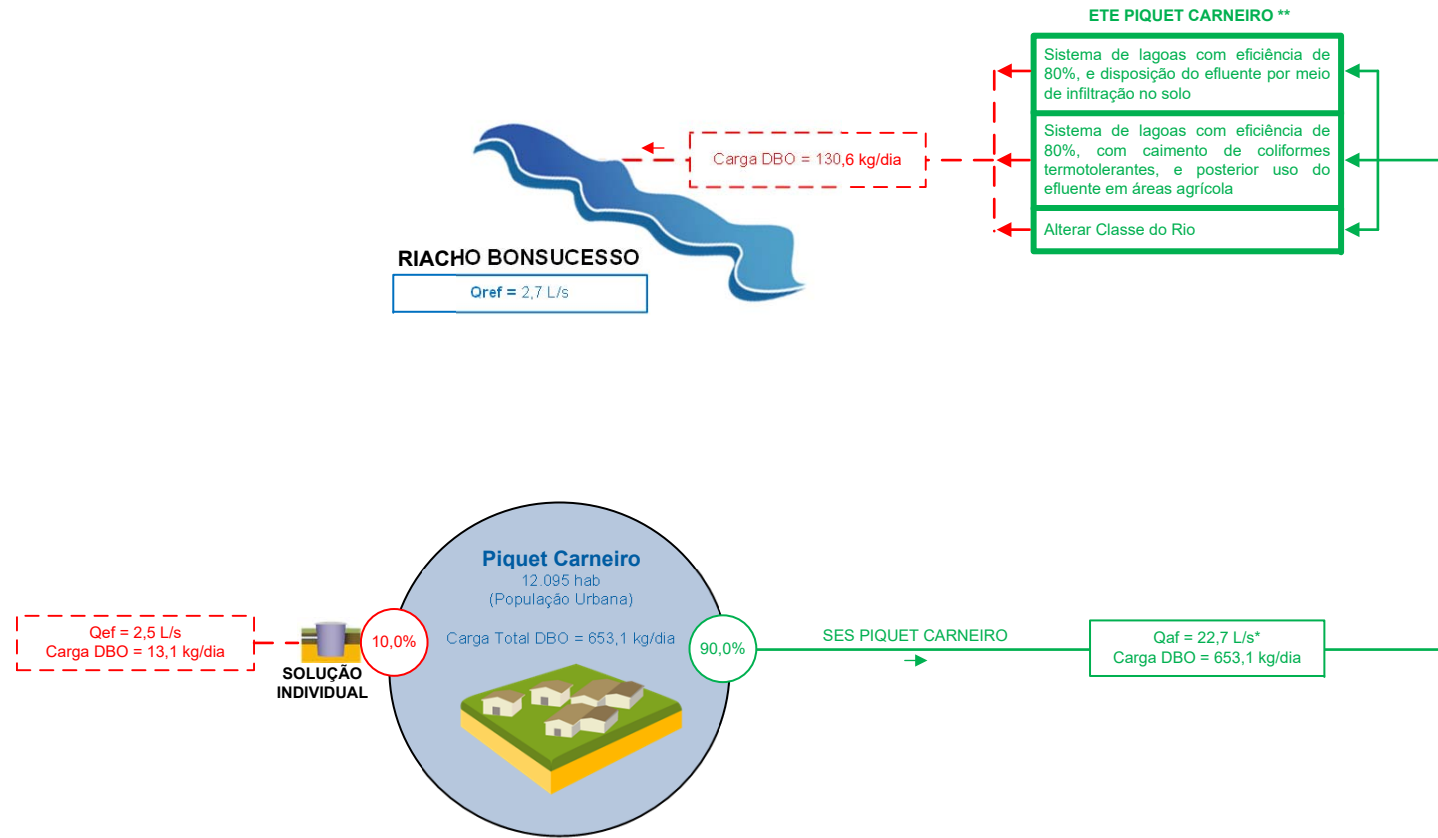 ETE PIQUET CARNEIRO **
Sistema de lagoas com eficiência de
80%, e disposição do efluente por meio
de infiltração no solo
Sistema de lagoas com eficiência de
80%, com caimento de coliformes
termotolerantes, e posterior uso do
efluente em áreas agrícola
Alterar Classe do Rio
Carga DBO = 130,6 kg/dia
RIACHO BONSUCESSO
Qref = 2,7 L/s
Piquet Carneiro
12.095 hab
(População Urbana)
Carga Total DBO = 653,1 kg/dia
10,0%
90,0%
Qef = 2,5 L/s
Carga DBO = 13,1 kg/dia
SOLUÇÃO
INDIVIDUAL
SES PIQUET CARNEIRO
Qaf = 22,7 L/s*
Carga DBO = 653,1 kg/dia